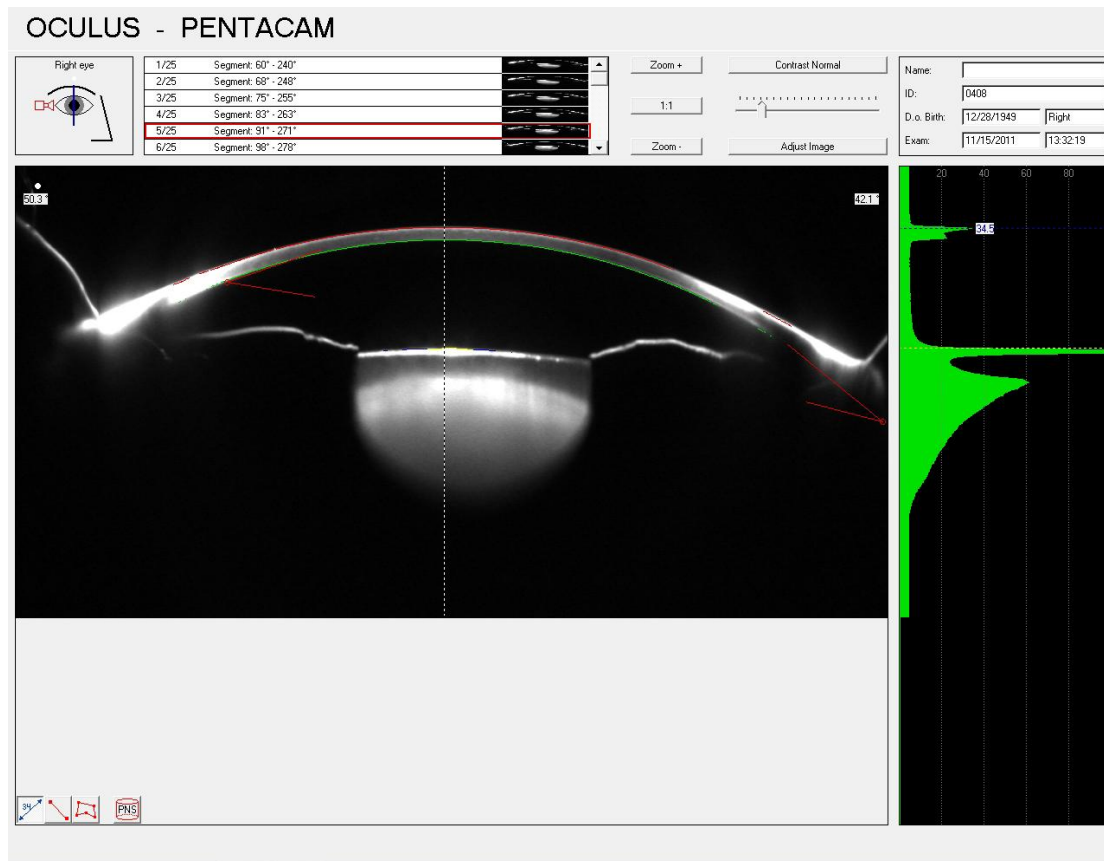 OCULUS - PENTACAM
Right eye
1/25 Segment: 60° - 240°
2/25 Segment: 68° - 248°
3/25 Segment: 75° - 255°
4/25 Segment: 83° - 263°
5/25 Segment: 91° - 271°
6/25 Segment: 98° - 278°
Zoom +
1:1
Zoom -
Contrast Normal
Adjust Image
Name:
ID: 0408
D.o. Birth: 12/28/1949 Right
Exam: 11/15/2011 13:32:19
50.3 °
42.1 °
20 40 60 80
34.5
34
PNS